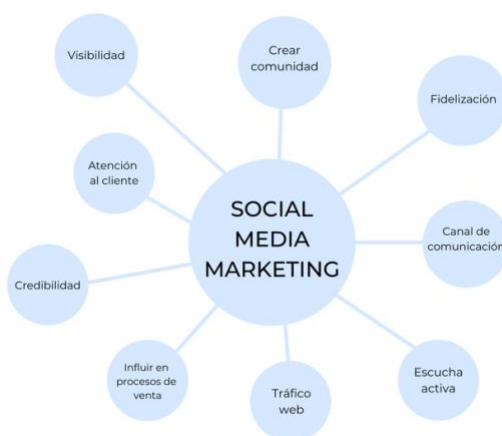 Visibilidad
Crear
comunidad
Fidelización
Atención
al cliente
SOCIAL
MEDIA
MARKETING
Canal de
comunicación
Credibilidad
Influir en
procesos de
venta
Tráfico
web
Escucha
activa